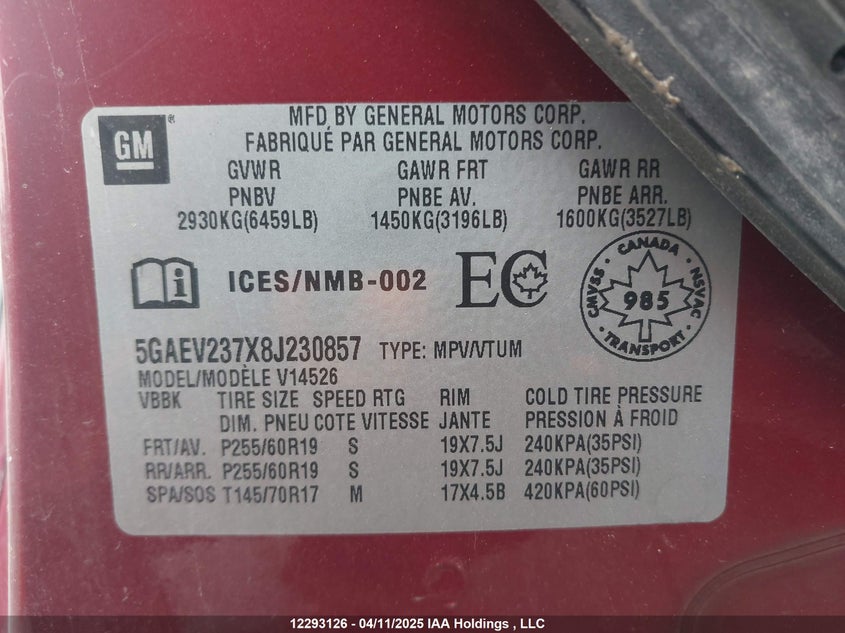 GM
MFD BY GENERAL MOTORS CORP.
FABRIQUÉ PAR GENERAL MOTORS CORP.
GVWR GAWR FRT GAWR RR
PNBV PNBE AV. PNBE ARR.
2930KG(6459LB) 1450KG(3196LB) 1600KG(3527LB)
i ICES/NMB-002 EC
CANADA
CMVSS 985 NSVAC
TRANSPORT
5GAEV237X8J230857 TYPE: MPV/VTUM
MODEL/MODÈLE V14526
VBBK TIRE SIZE SPEED RTG RIM COLD TIRE PRESSURE
DIM. PNEU COTE VITESSE JANTE PRESSION À FROID
FRT/AV. P255/60R19 S 19X7.5J 240KPA(35PSI)
RR/ARR. P255/60R19 S 19X7.5J 240KPA(35PSI)
SPA/SOS T145/70R17 M 17X4.5B 420KPA(60PSI)
12293126 - 04/11/2025 IAA Holdings , LLC